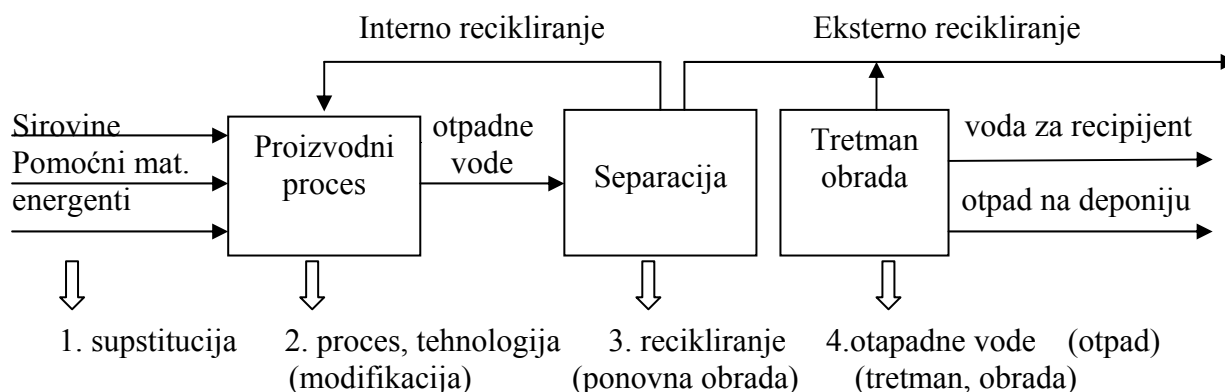 Interno recikliranje
Eksterno recikliranje
Sirovine
Pomoćni mat.
energenti
Proizvodni
proces
otpadne
vode
Separacija
Tretman
obrada
voda za recipijent
otpad na deponiju
1. supstitucija
2. proces, tehnologija
(modifikacija)
3. recikliranje
(ponovna obrada)
4.otapadne vode (otpad)
(tretman, obrada)